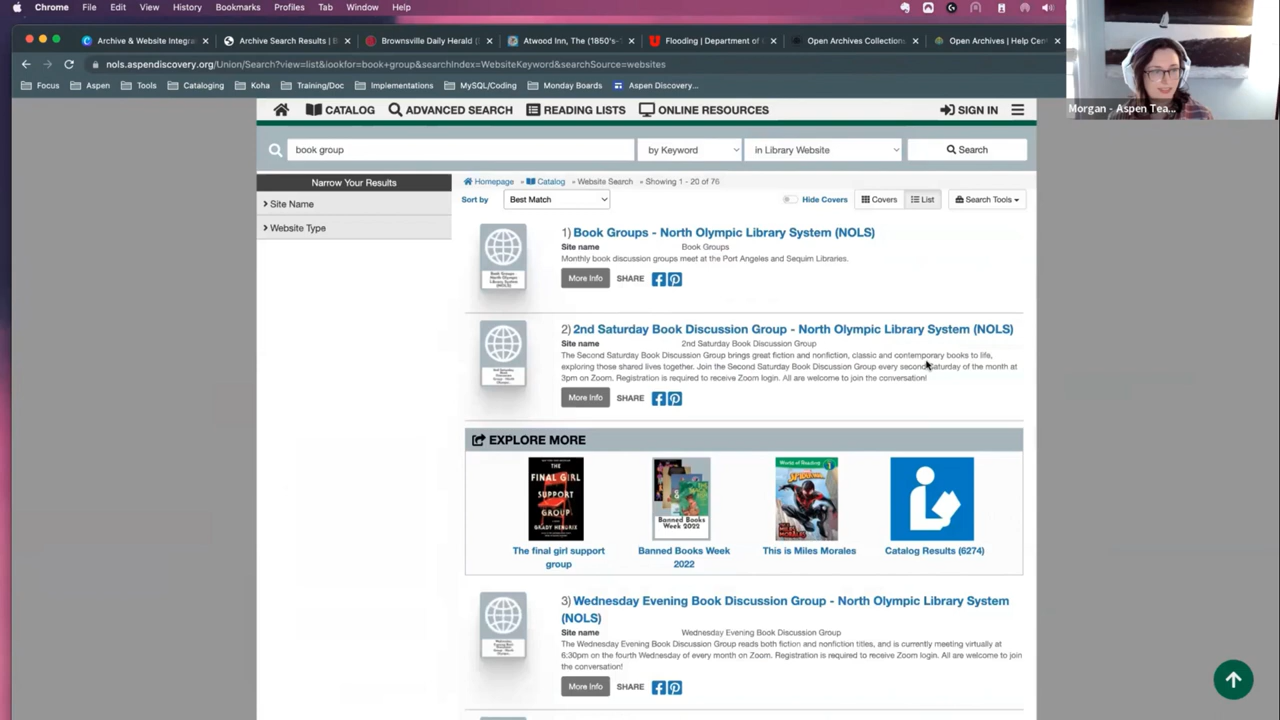 Chrome File Edit View History Bookmarks Profiles Tab Window Help
Archive & Website Integra
Archive Search Results | B
Brownsville Daily Herald (
Atwood Inn, The (1850's-
Flooding | Department of
Open Archives Collections
Open Archives | Help Cen
nols.aspendiscovery.org/Union/Search?view=list&lookfor=book+group&searchIndex=WebsiteKeyword&searchSource=websites
Focus Aspen Tools Cataloging Koha Training/Doc Implementations MySQL/Coding Monday Boards Aspen Discovery...
Morgan - Aspen Tea...
CATALOG ADVANCED SEARCH READING LISTS ONLINE RESOURCES SIGN IN
book group by Keyword in Library Website Search
Narrow Your Results
Site Name
Website Type
Homepage » Catalog » Website Search » Showing 1 - 20 of 76
Sort by Best Match Hide Covers Covers List Search Tools
1) Book Groups - North Olympic Library System (NOLS)
Site name Book Groups
Monthly book discussion groups meet at the Port Angeles and Sequim Libraries.
More Info SHARE
Book Groups -
North Olympic
Library System
(NOLS)
2) 2nd Saturday Book Discussion Group - North Olympic Library System (NOLS)
Site name 2nd Saturday Book Discussion Group
The Second Saturday Book Discussion Group brings great fiction and nonfiction, classic and contemporary books to life,
exploring those shared lives together. Join the Second Saturday Book Discussion Group every second Saturday of the month at
3pm on Zoom. Registration is required to receive Zoom login. All are welcome to join the conversation!
More Info SHARE
EXPLORE MORE
THE
FINAL GIRL
SUPPORT
GROUP
GRADY HENDRIX
Banned Books
Week 2022
World of Reading
THIS IS
MILES MORALES
The final girl support
group
Banned Books Week
2022
This is Miles Morales
Catalog Results (6274)
3) Wednesday Evening Book Discussion Group - North Olympic Library System
(NOLS)
Site name Wednesday Evening Book Discussion Group
The Wednesday Evening Book Discussion Group reads both fiction and nonfiction titles, and is currently meeting virtually at
6:30pm on the fourth Wednesday of every month on Zoom. Registration is required to receive Zoom login. All are welcome to join
the conversation!
More Info SHARE